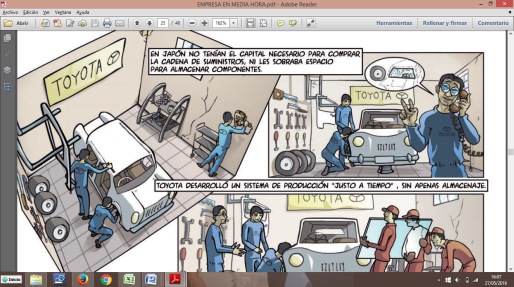 EMPRESA EN MEDIA HORA.pdf - Adobe Reader
Archivo Edición Ver Ventana Ayuda
Abrir 25 / 48 162% Herramientas Rellenar y firmar Comentario
EN JAPÓN NO TENÍAN EL CAPITAL NECESARIO PARA COMPRAR
LA CADENA DE SUMINISTROS, NI LES SOBRABA ESPACIO
PARA ALMACENAR COMPONENTES.
TOYOTA
TOYOTA
TOYOTA DESARROLLÓ UN SISTEMA DE PRODUCCIÓN "JUSTO A TIEMPO", SIN APENAS ALMACENAJE.
TOYOTA
Inicio
16:07
27/05/2016